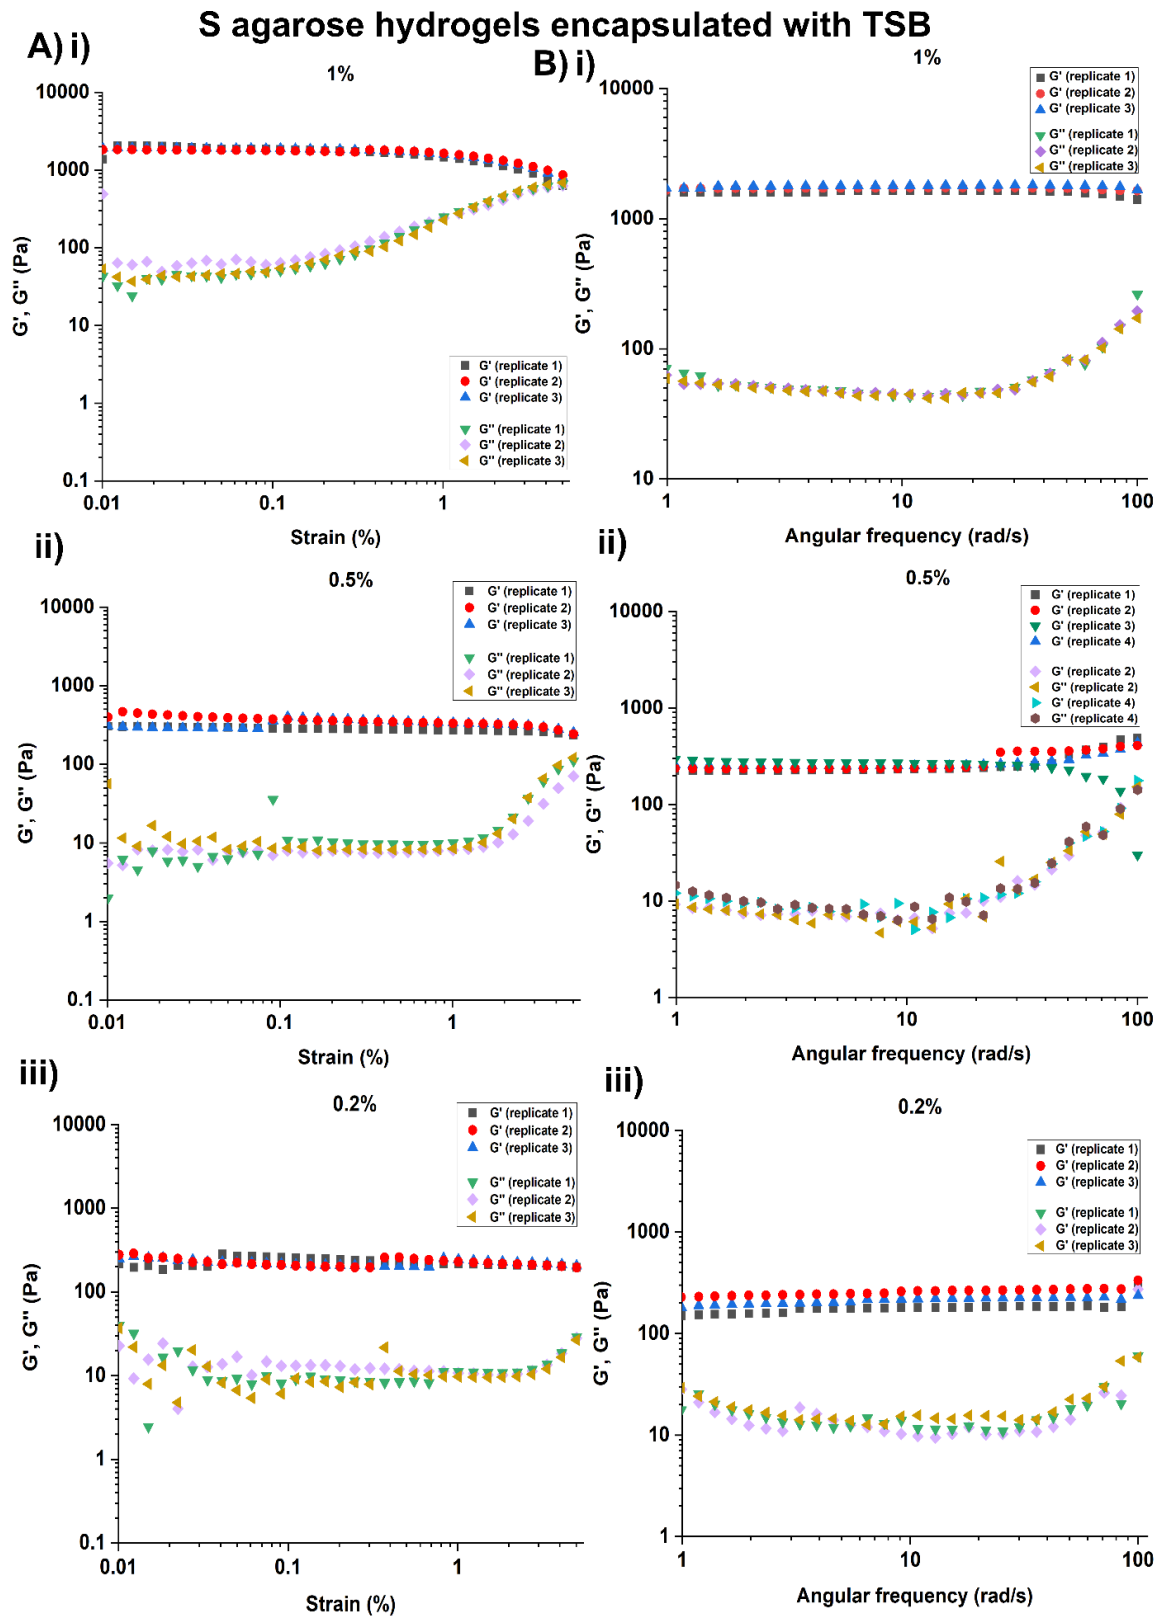 S agarose hydrogels encapsulated with TSB
A) i)
1%
10000
1000
100
10
1
0.1
G', G'' (Pa)
G' (replicate 1)
G' (replicate 2)
G' (replicate 3)
G'' (replicate 1)
G'' (replicate 2)
G'' (replicate 3)
0.01
0.1
1
Strain (%)
B) i)
1%
10000
1000
100
10
G', G'' (Pa)
G' (replicate 1)
G' (replicate 2)
G' (replicate 3)
G'' (replicate 1)
G'' (replicate 2)
G'' (replicate 3)
1
10
100
Angular frequency (rad/s)
ii)
0.5%
10000
1000
100
10
1
0.1
G', G'' (Pa)
G' (replicate 1)
G' (replicate 2)
G' (replicate 3)
G'' (replicate 1)
G'' (replicate 2)
G'' (replicate 3)
0.01
0.1
1
Strain (%)
ii)
0.5%
10000
1000
100
10
1
G', G'' (Pa)
G' (replicate 1)
G' (replicate 2)
G' (replicate 3)
G' (replicate 4)
G' (replicate 2)
G'' (replicate 2)
G' (replicate 4)
G'' (replicate 4)
1
10
100
Angular frequency (rad/s)
iii)
0.2%
10000
1000
100
10
1
0.1
G', G'' (Pa)
G' (replicate 1)
G' (replicate 2)
G' (replicate 3)
G'' (replicate 1)
G'' (replicate 2)
G'' (replicate 3)
0.01
0.1
1
Strain (%)
iii)
0.2%
10000
1000
100
10
1
G', G'' (Pa)
G' (replicate 1)
G' (replicate 2)
G' (replicate 3)
G' (replicate 1)
G' (replicate 2)
G' (replicate 3)
1
10
100
Angular frequency (rad/s)